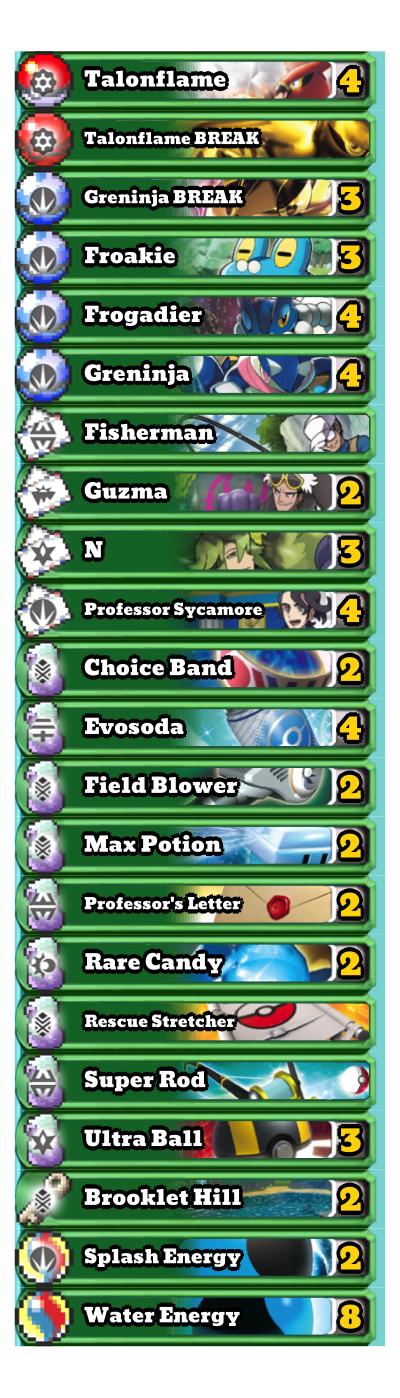 Talonflame 4
Talonflame BREAK
Greninja BREAK 3
Froakie 3
Frogadier 4
Greninja 4
Fisherman
Guzma 2
N 3
Professor Sycamore 4
Choice Band 2
Evosoda 4
Field Blower 2
Max Potion 2
Professor's Letter 2
Rare Candy 2
Rescue Stretcher
Super Rod
Ultra Ball 3
Brooklet Hill 2
Splash Energy 2
Water Energy 8